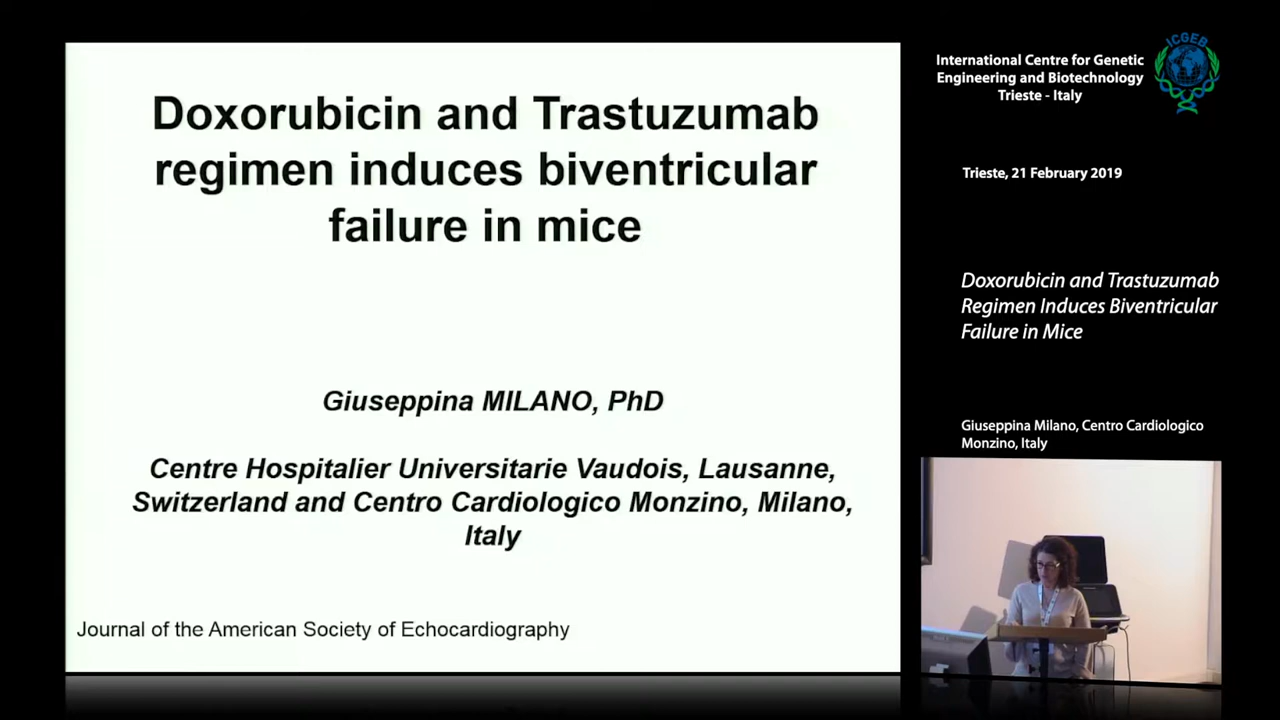 Doxorubicin and Trastuzumab
regimen induces biventricular
failure in mice
Giuseppina MILANO, PhD
Centre Hospitalier Universitarie Vaudois, Lausanne,
Switzerland and Centro Cardiologico Monzino, Milano,
Italy
Journal of the American Society of Echocardiography
International Centre for Genetic
Engineering and Biotechnology
Trieste - Italy
ICGEB
Trieste, 21 February 2019
Doxorubicin and Trastuzumab
Regimen Induces Biventricular
Failure in Mice
Giuseppina Milano, Centro Cardiologico
Monzino, Italy